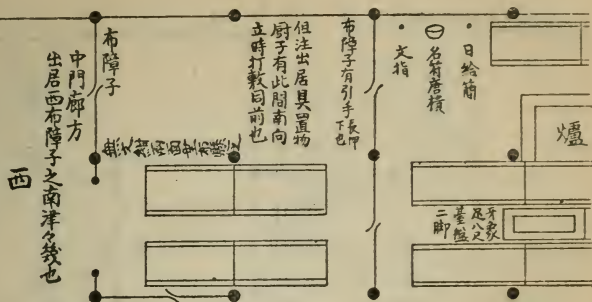 日給簡
名簿唐樻
文指
爐
布障子有引手長押
下也
但注出居具置物
厨子有此間南向
立時打敷同前也
布障子
中門廊方
出居西布障子之南津々幾也
西
牙象
足八尺
臺盤
二脚